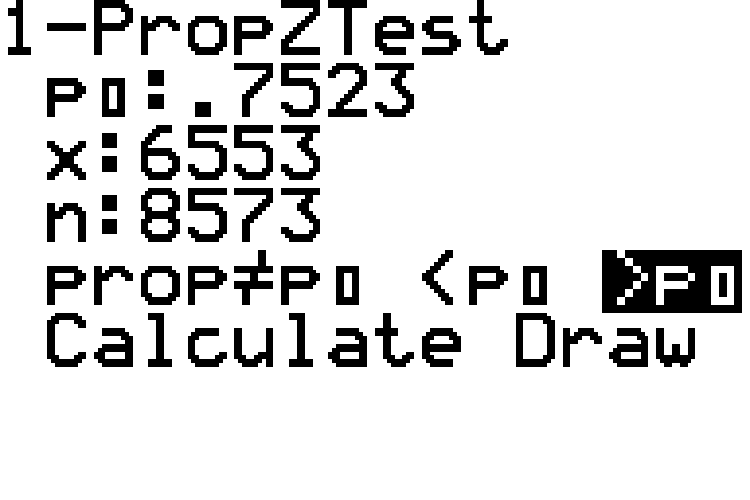 1-PropZTest
p₀:.7523
x:6553
n:8573
prop≠p₀ <p₀ >p₀
Calculate Draw